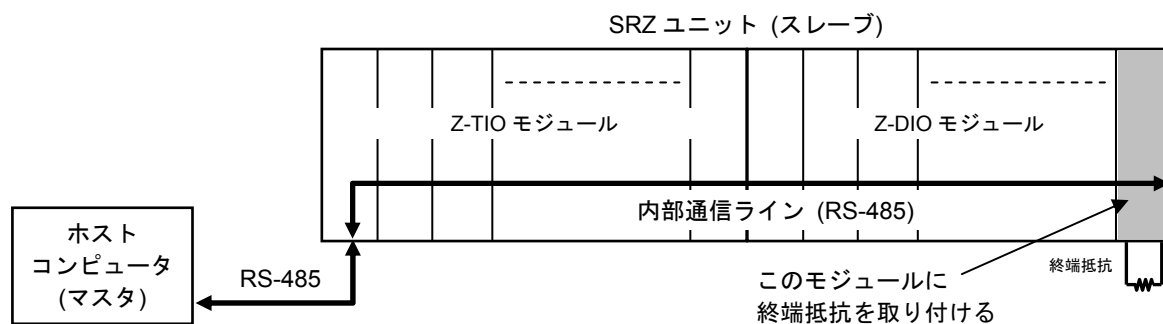 SRZ ユニット (スレーブ)
Z-TIO モジュール
Z-DIO モジュール
内部通信ライン (RS-485)
ホスト
コンピュータ
(マスタ)
RS-485
このモジュールに
終端抵抗を取り付ける
終端抵抗